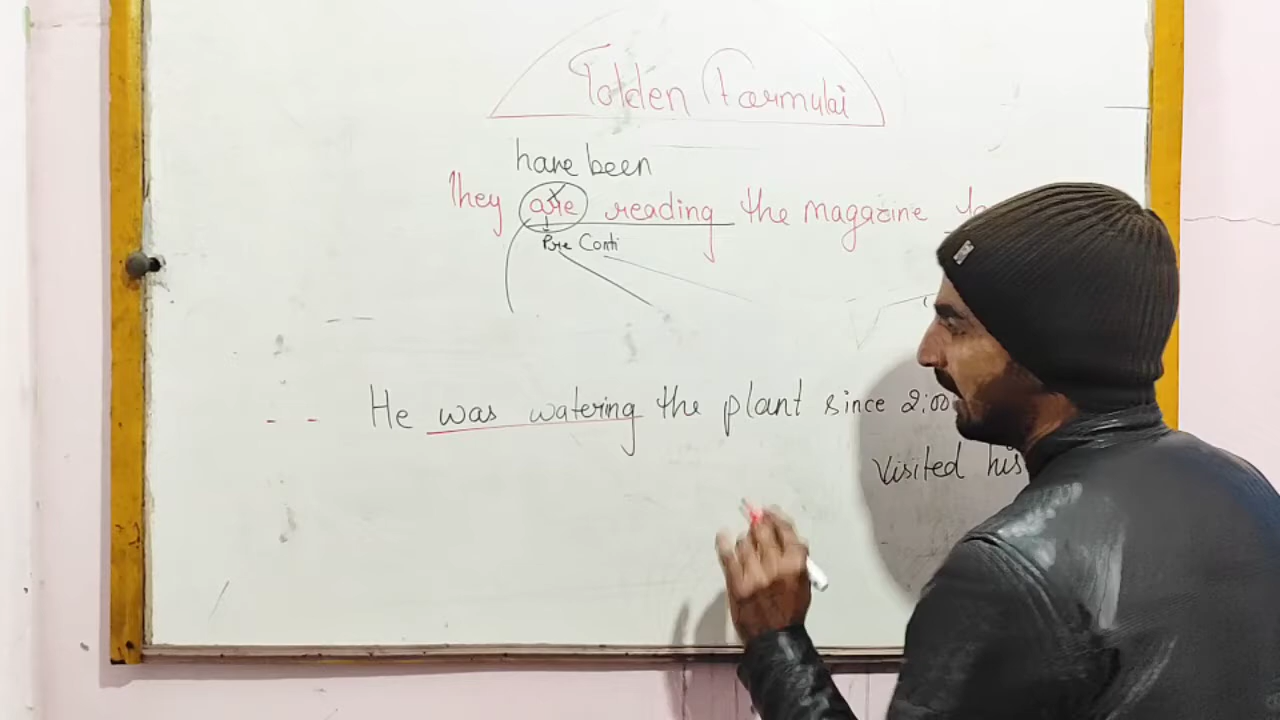 Golden Formulai
have been
They are reading the magazine
Pre Conti
He was watering the plant since 2:00
visited his